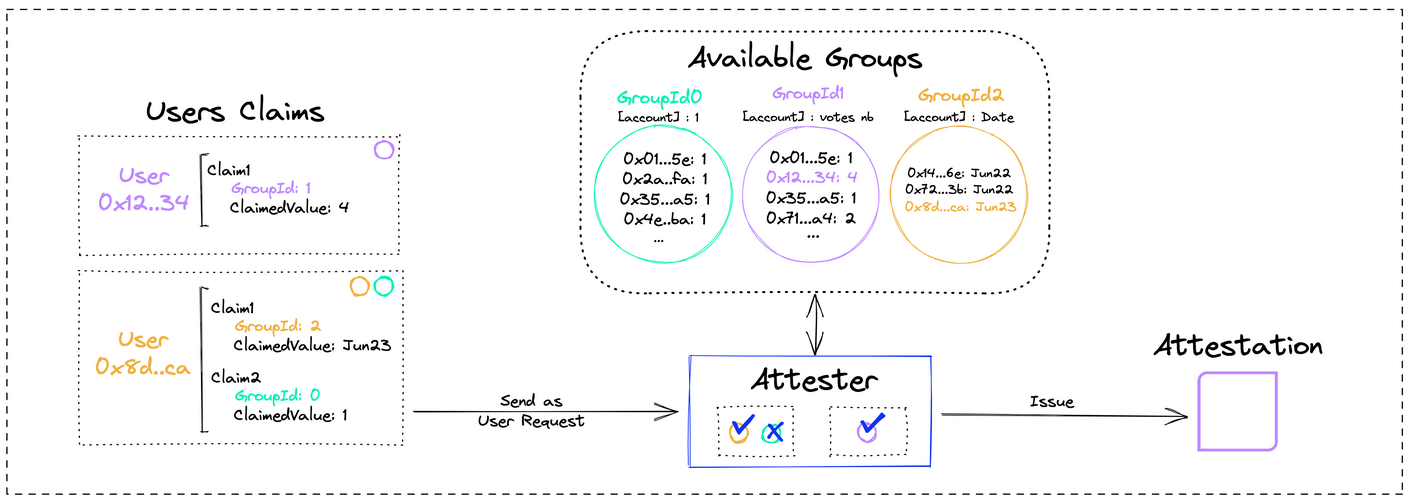 Users Claims
User
0x12..34
Claim1
GroupId: 1
ClaimedValue: 4
User
0x8d..ca
Claim1
GroupId: 2
ClaimedValue: Jun23
Claim2
GroupId: 0
ClaimedValue: 1
Send as
User Request
Available Groups
GroupId0
[account] : 1
0x01...5e: 1
0x2a..fa: 1
0x35...a5: 1
0x4e..ba: 1
...
GroupId1
[account] : votes nb
0x01...5e: 1
0x12...34: 4
0x35...a5: 1
0x71...a4: 2
...
GroupId2
[account] : Date
0x14...6e: Jun22
0x72...3b: Jun22
0x8d...ca: Jun23
Attester
Issue
Attestation